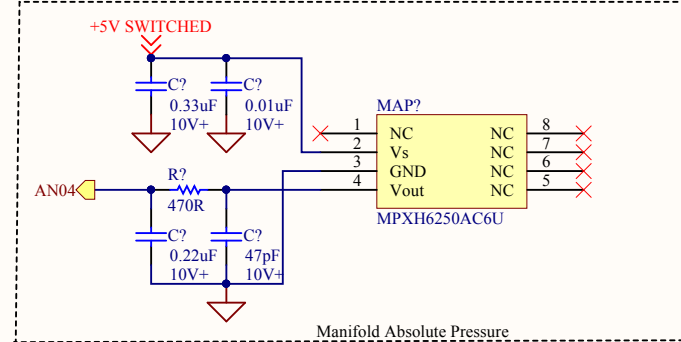 +5V SWITCHED
C? C?
0.33uF 0.01uF
10V+ 10V+
MAP?
1 NC NC 8
2 Vs NC 7
3 GND NC 6
4 Vout NC 5
MPXH6250AC6U
R?
AN04
470R
C? C?
0.22uF 47pF
10V+ 10V+
Manifold Absolute Pressure